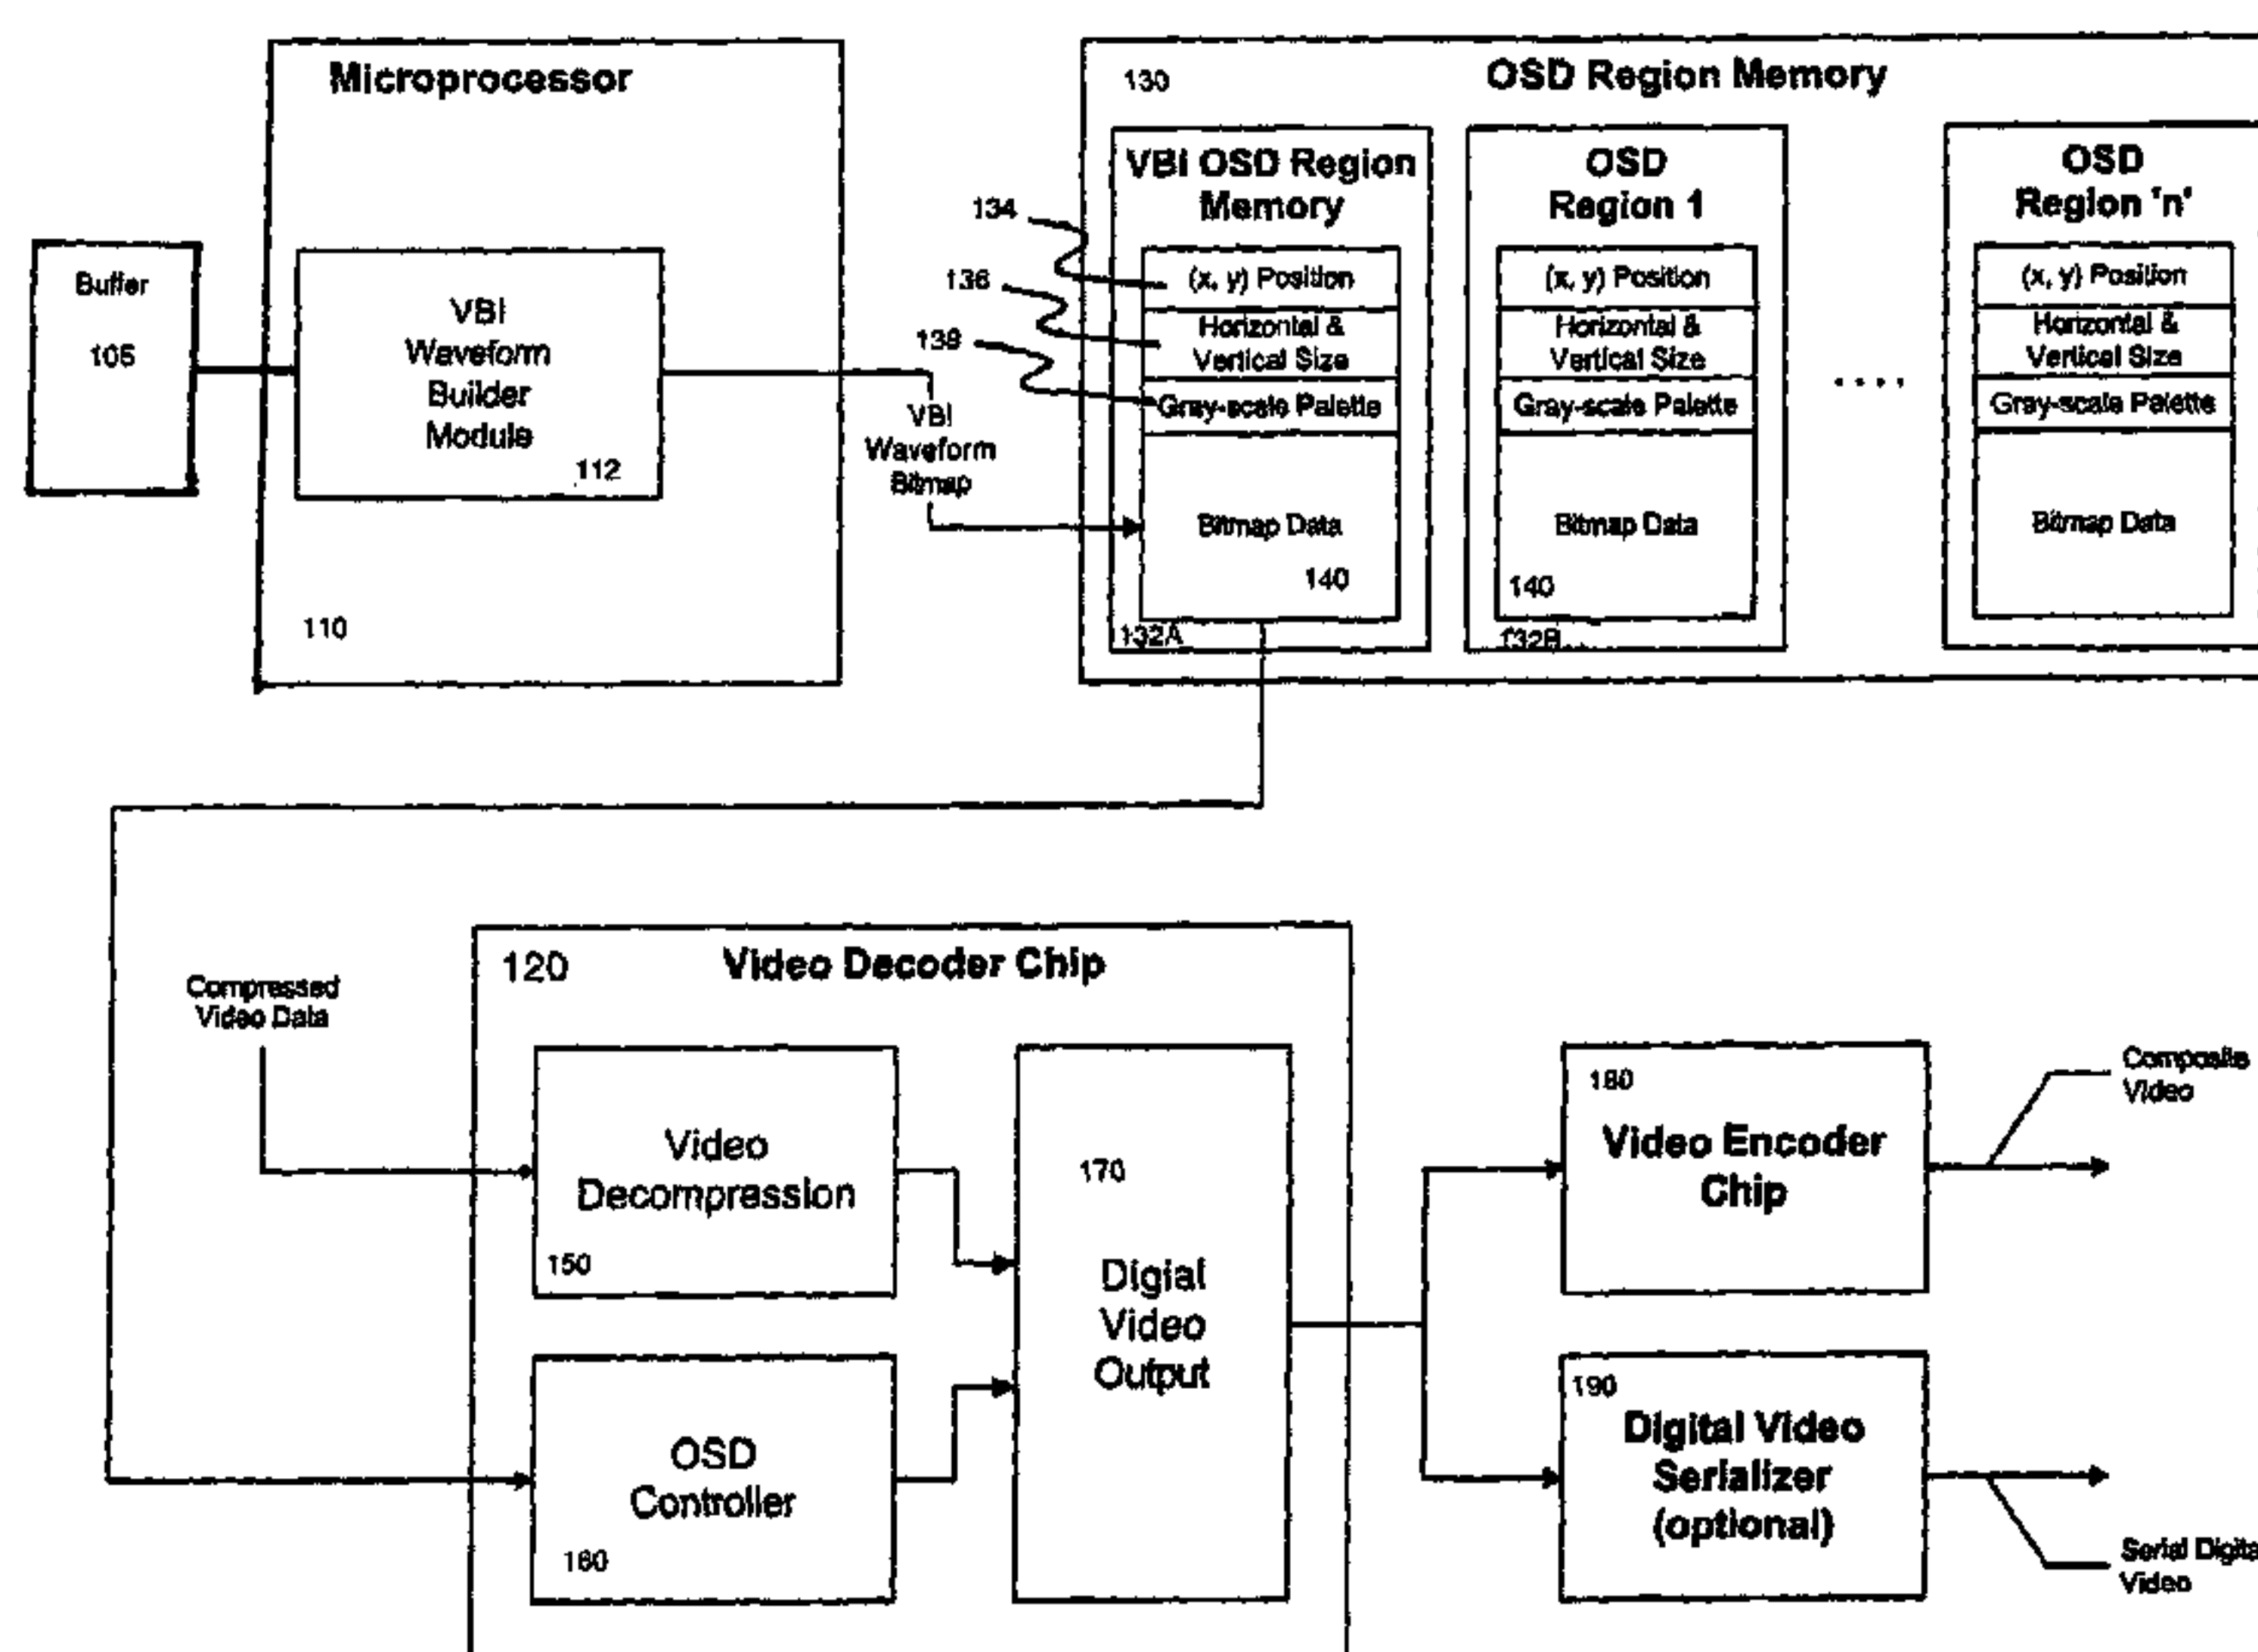 Microprocessor
130
OSD Region Memory
VBI OSD Region
Memory
OSD
Region 1
OSD
Region 'n'
134
136
138
(x, y) Position
Horizontal &
Vertical Size
Gray-scale Palette
Bitmap Data
140
132A
(x, y) Position
Horizontal &
Vertical Size
Gray-scale Palette
Bitmap Data
140
132B
....
(x, y) Position
Horizontal &
Vertical Size
Gray-scale Palette
Bitmap Data
Buffer
105
VBI
Waveform
Builder
Module
112
110
VBI
Waveform
Bitmap
120
Video Decoder Chip
Compressed
Video Data
Video
Decompression
150
OSD
Controller
160
170
Digial
Video
Output
180
Video Encoder
Chip
Composite
Video
190
Digital Video
Serializer
(optional)
Serial Digita
Video